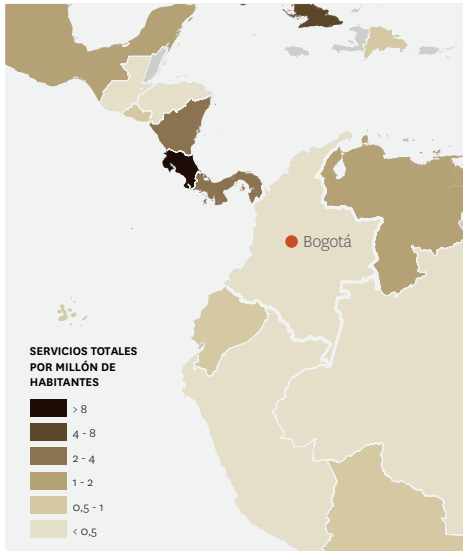 Bogotá
SERVICIOS TOTALES
POR MILLÓN DE
HABITANTES
> 8
4 - 8
2 - 4
1 - 2
0,5 - 1
< 0,5